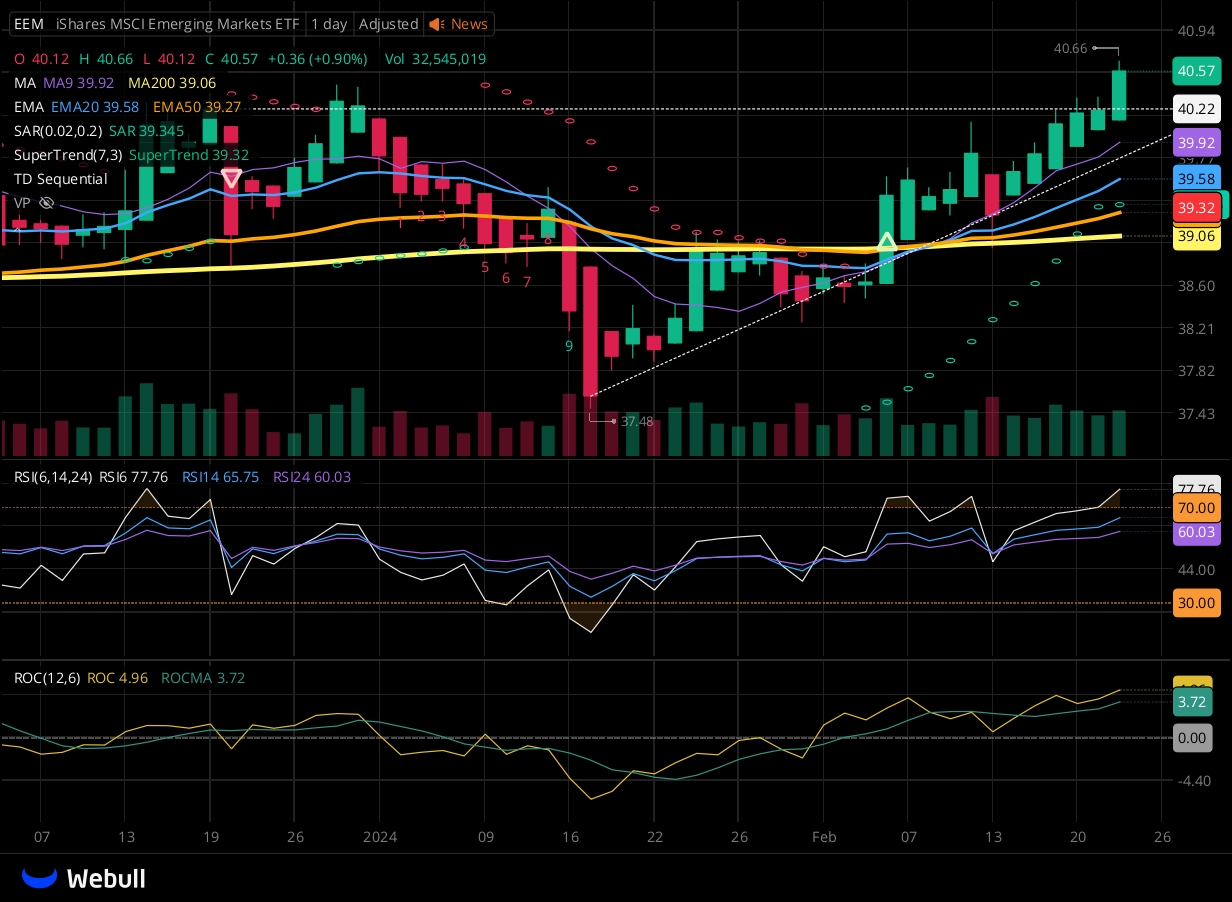 EEM iShares MSCI Emerging Markets ETF 1 day Adjusted News
40.94
40.66
O 40.12 H 40.66 L 40.12 C 40.57 +0.36 (+0.90%) Vol 32,545,019
40.57
MA MA9 39.92 MA200 39.06
EMA EMA20 39.58 EMA50 39.27
40.22
SAR(0.02,0.2) SAR 39.345
39.92
SuperTrend(7,3) SuperTrend 39.32
39.77
TD Sequential
39.58
VP
39.32
2 3
4 8
39.06
5
6 7
38.60
38.21
9
37.82
37.48
37.43
RSI(6,14,24) RSI6 77.76 RSI14 65.75 RSI24 60.03
77.76
70.00
60.03
44.00
30.00
ROC(12,6) ROC 4.96 ROCMA 3.72
3.72
0.00
-4.40
07 13 19 26 2024 09 16 22 26 Feb 07 13 20 26
Webull